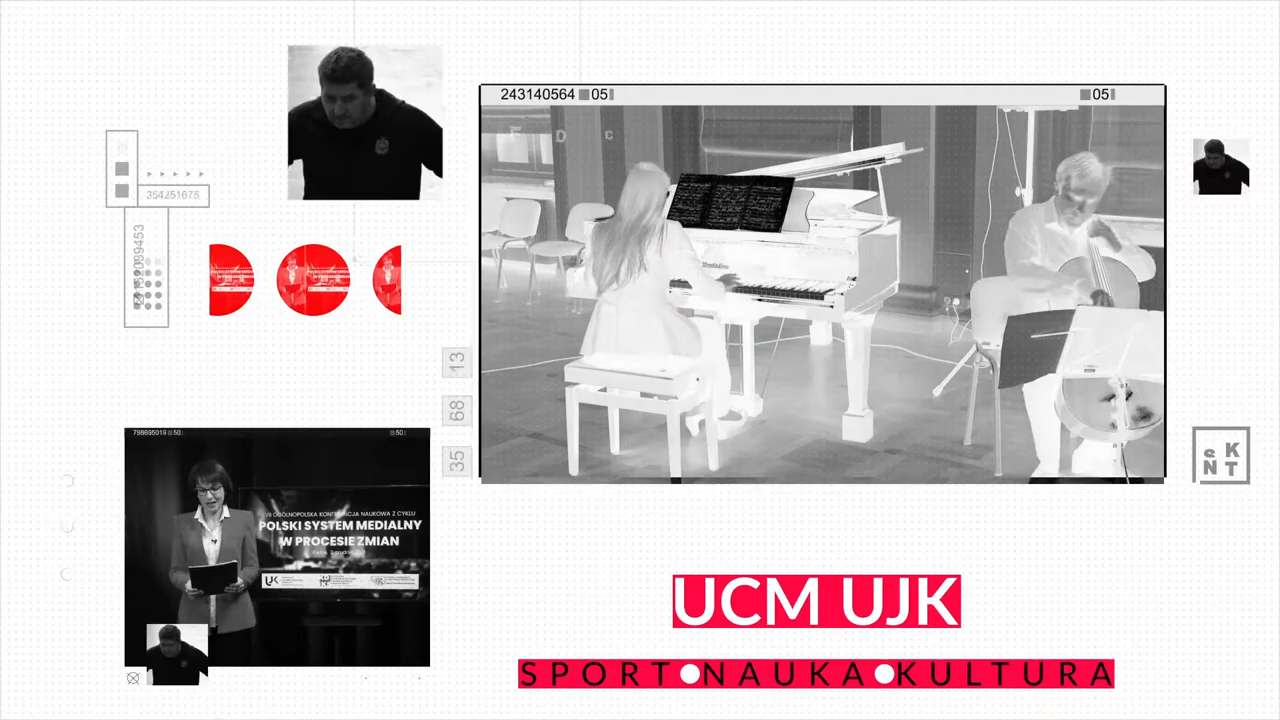 243140564 05
05
F D C
354251675
13
68
35
798695019 50
50
VII OGÓLNOPOLSKA KONFERENCJA NAUKOWA Z CYKLU
POLSKI SYSTEM MEDIALNY
W PROCESIE ZMIAN
UJK
S K
N T
UCM UJK
SPORT NAUKA KULTURA